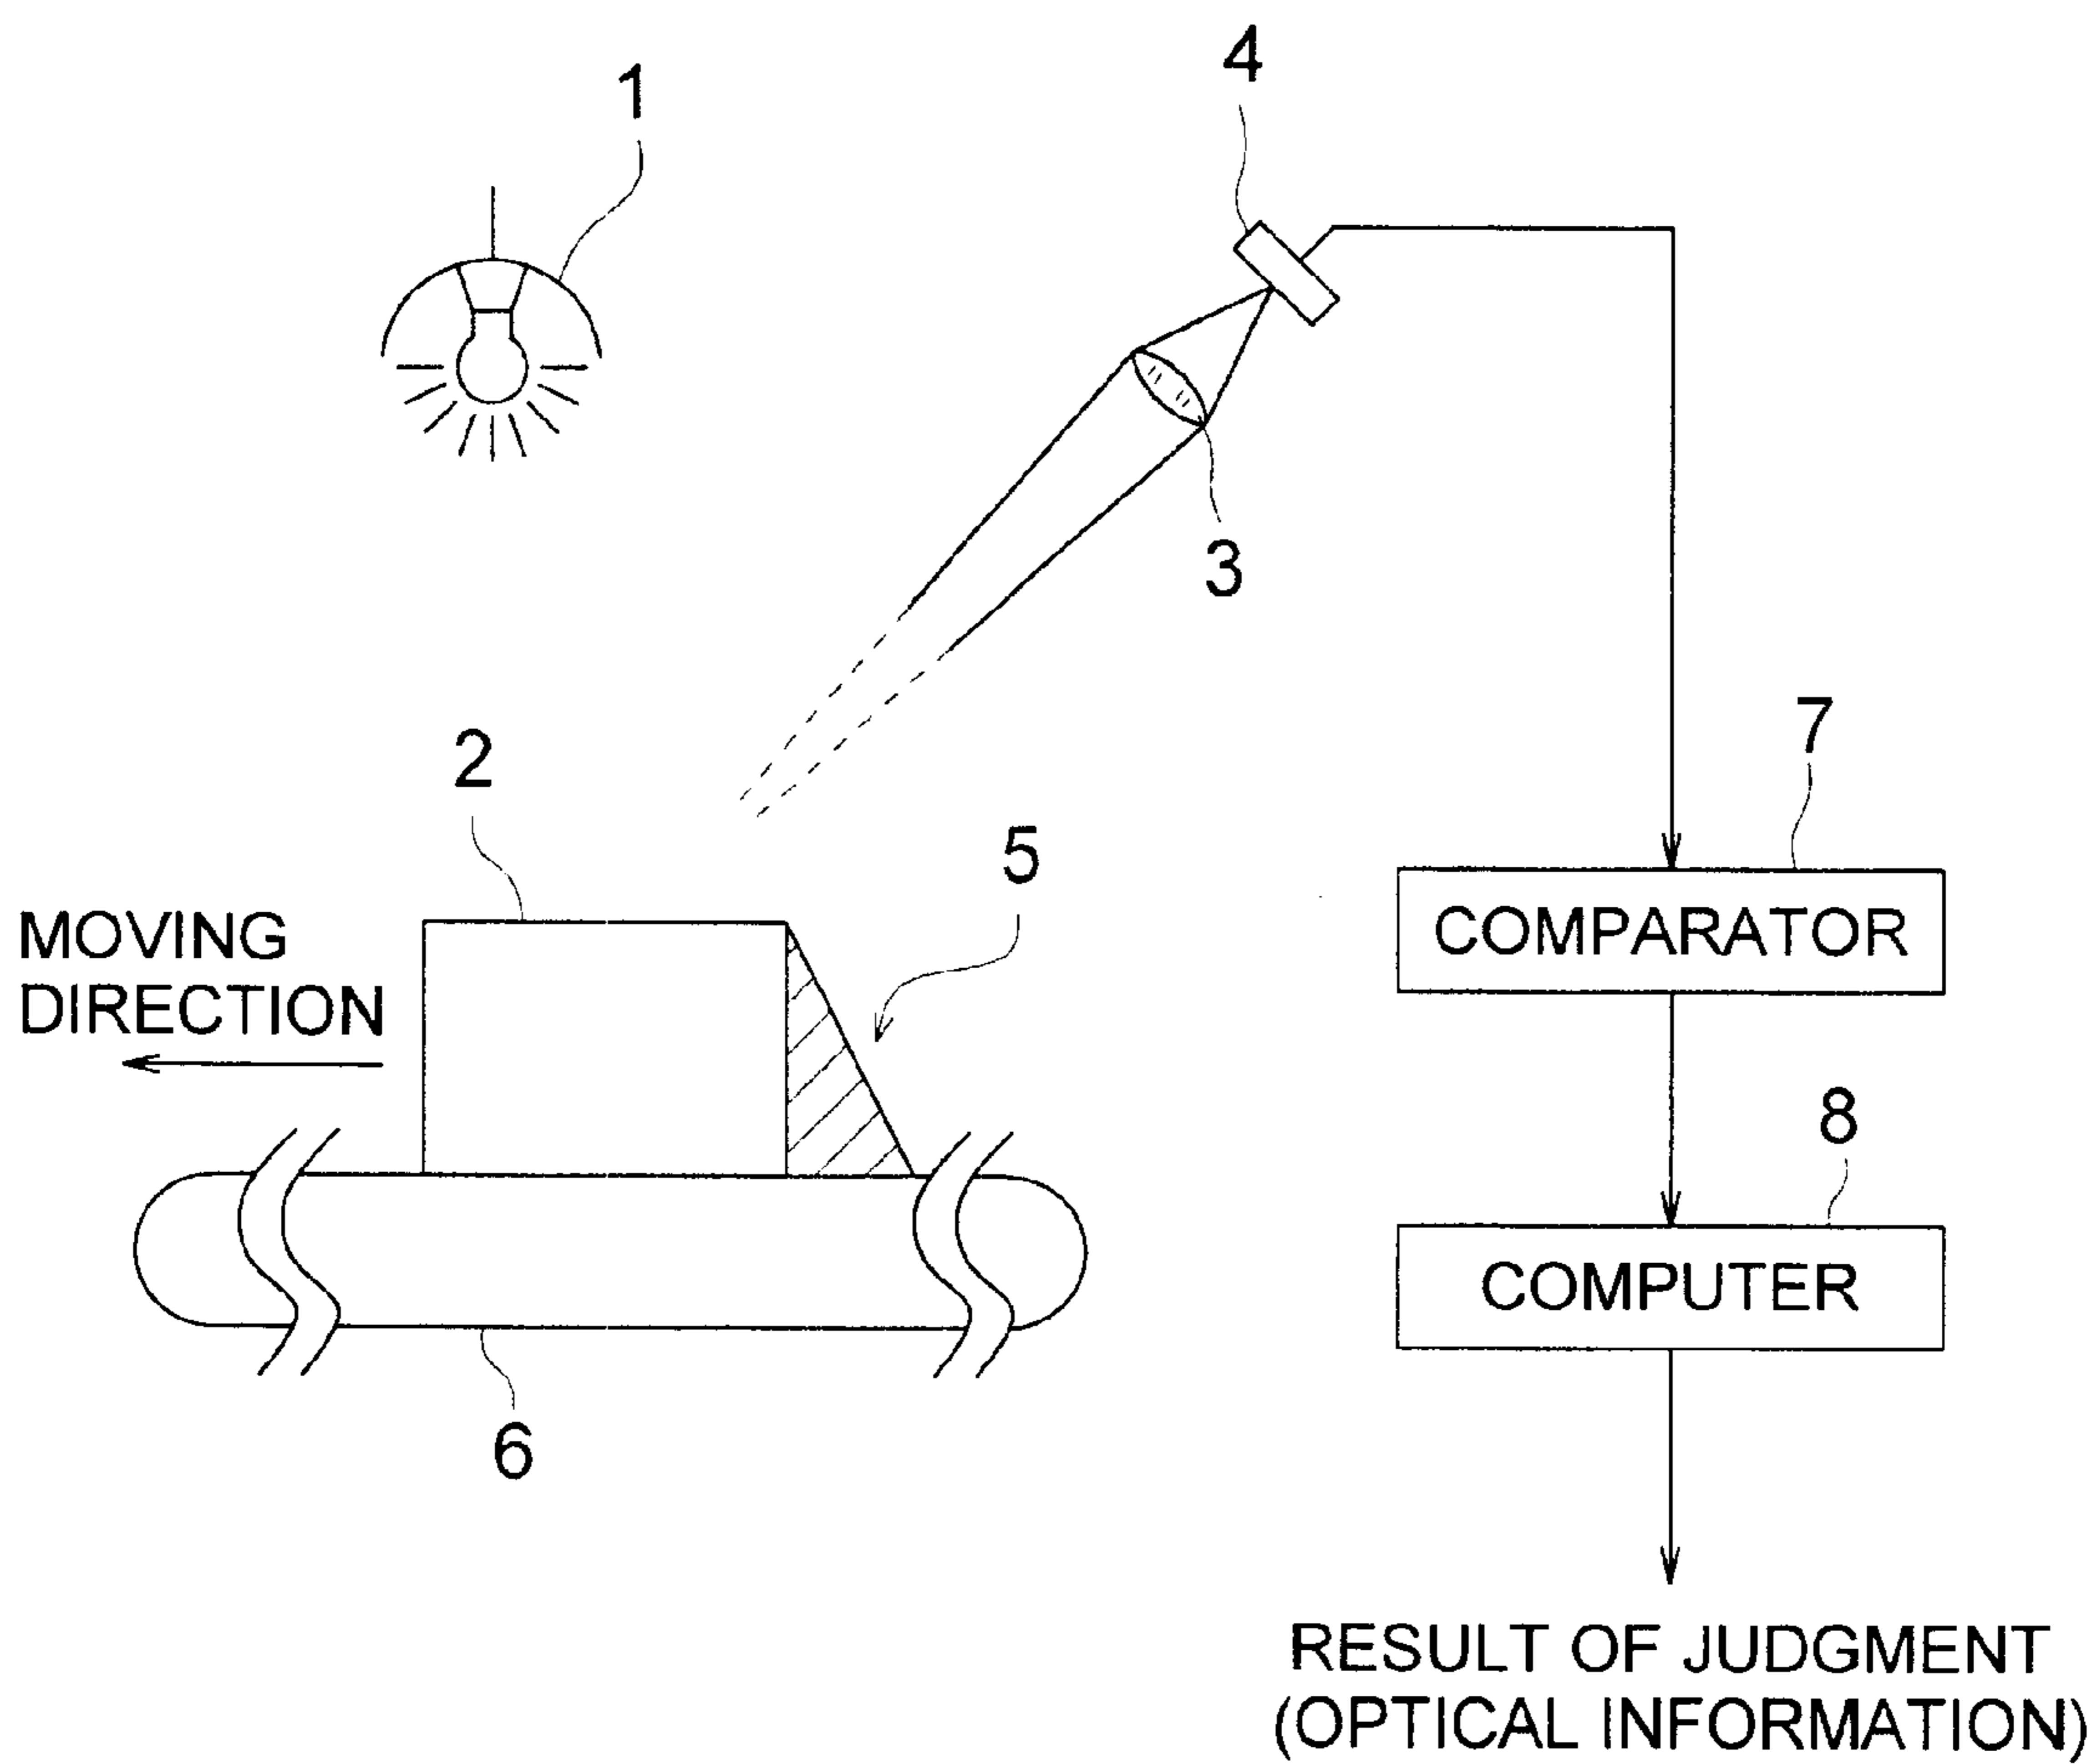 4
1
3
7
2
5
MOVING
DIRECTION
COMPARATOR
8
COMPUTER
6
RESULT OF JUDGMENT
(OPTICAL INFORMATION)